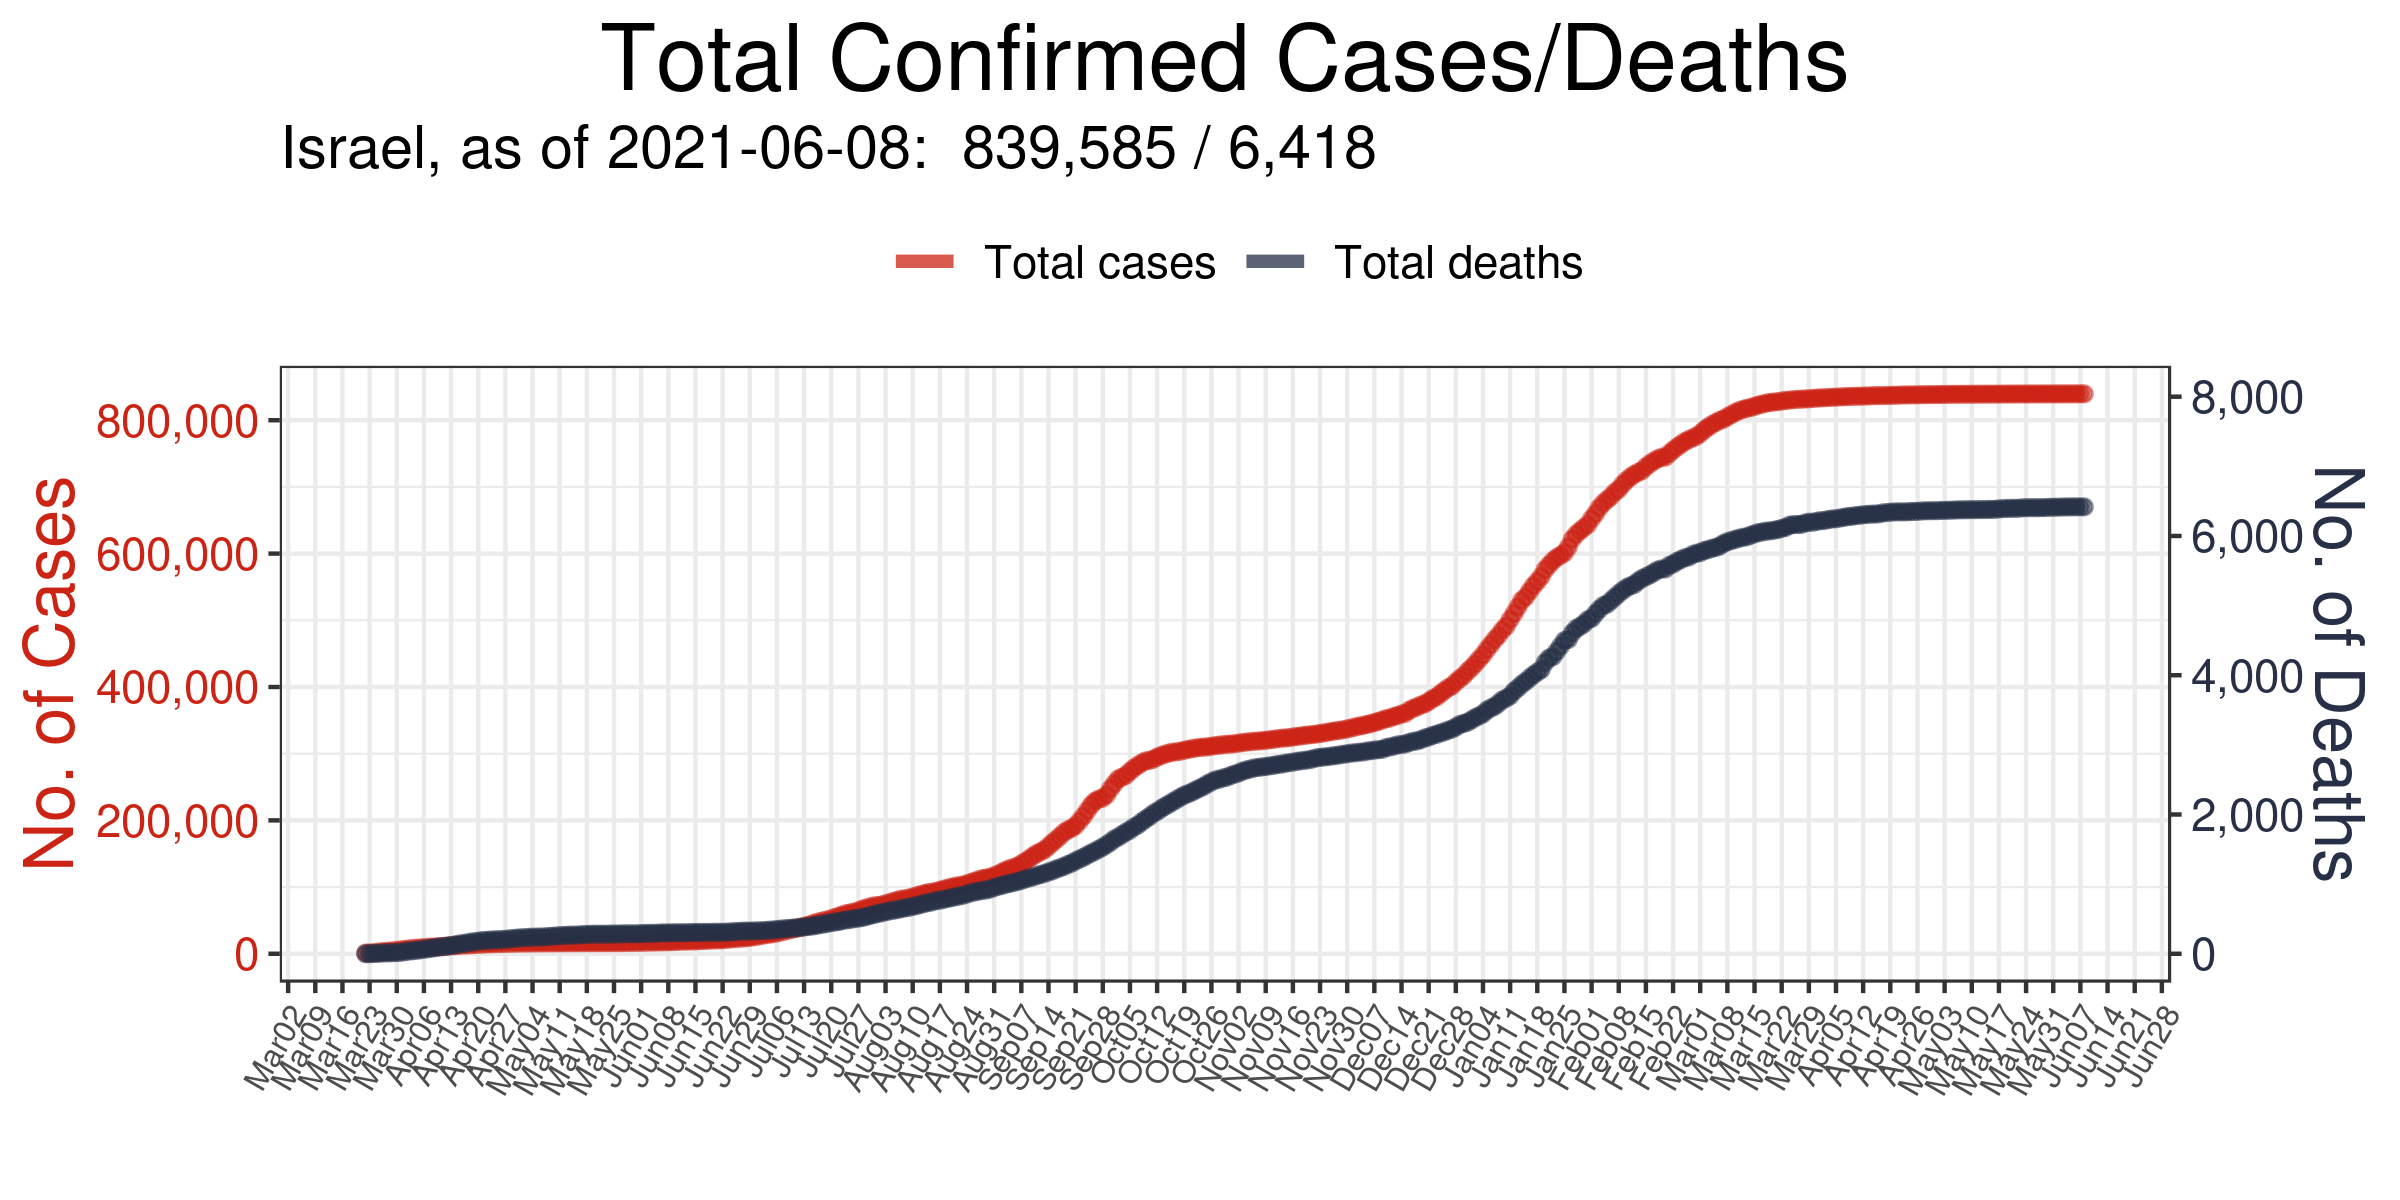 Total Confirmed Cases/Deaths
Israel, as of 2021-06-08:  839,585 / 6,418
Total cases
Total deaths
No. of Cases
800,000
600,000
400,000
200,000
0
8,000
6,000
4,000
2,000
0
No. of Deaths
Mar02
Mar09
Mar16
Mar23
Mar30
Apr06
Apr13
Apr20
Apr27
May04
May11
May18
May25
Jun01
Jun08
Jun15
Jun22
Jun29
Jul06
Jul13
Jul20
Jul27
Aug03
Aug10
Aug17
Aug24
Aug31
Sep07
Sep14
Sep21
Sep28
Oct05
Oct12
Oct19
Oct26
Nov02
Nov09
Nov16
Nov23
Nov30
Dec07
Dec14
Dec21
Dec28
Jan04
Jan11
Jan18
Jan25
Feb01
Feb08
Feb15
Feb22
Mar01
Mar08
Mar15
Mar22
Mar29
Apr05
Apr12
Apr19
Apr26
May03
May10
May17
May24
May31
Jun07
Jun14
Jun21
Jun28